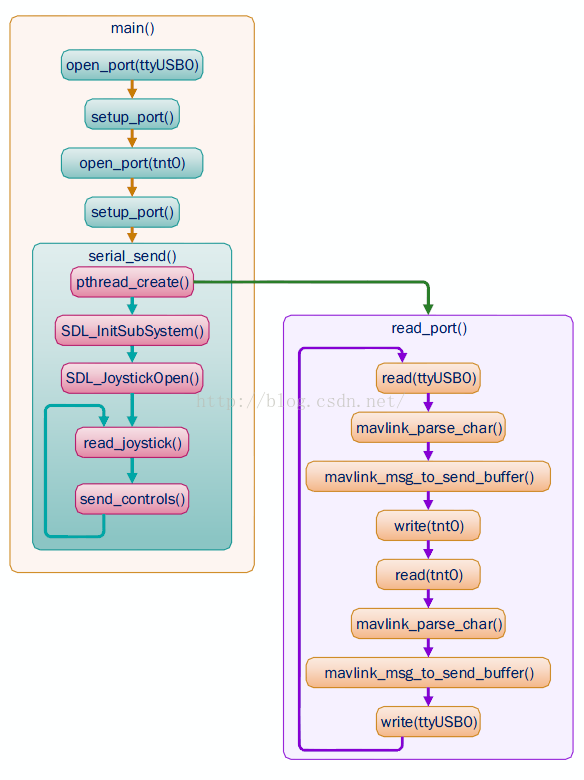 main()
open_port(ttyUSB0)
setup_port()
open_port(tnt0)
setup_port()
serial_send()
pthread_create()
SDL_InitSubSystem()
SDL_JoystickOpen()
read_joystick()
send_controls()
read_port()
read(ttyUSB0)
mavlink_parse_char()
mavlink_msg_to_send_buffer()
write(tnt0)
read(tnt0)
mavlink_parse_char()
mavlink_msg_to_send_buffer()
write(ttyUSB0)
http://blog.csdn.net/